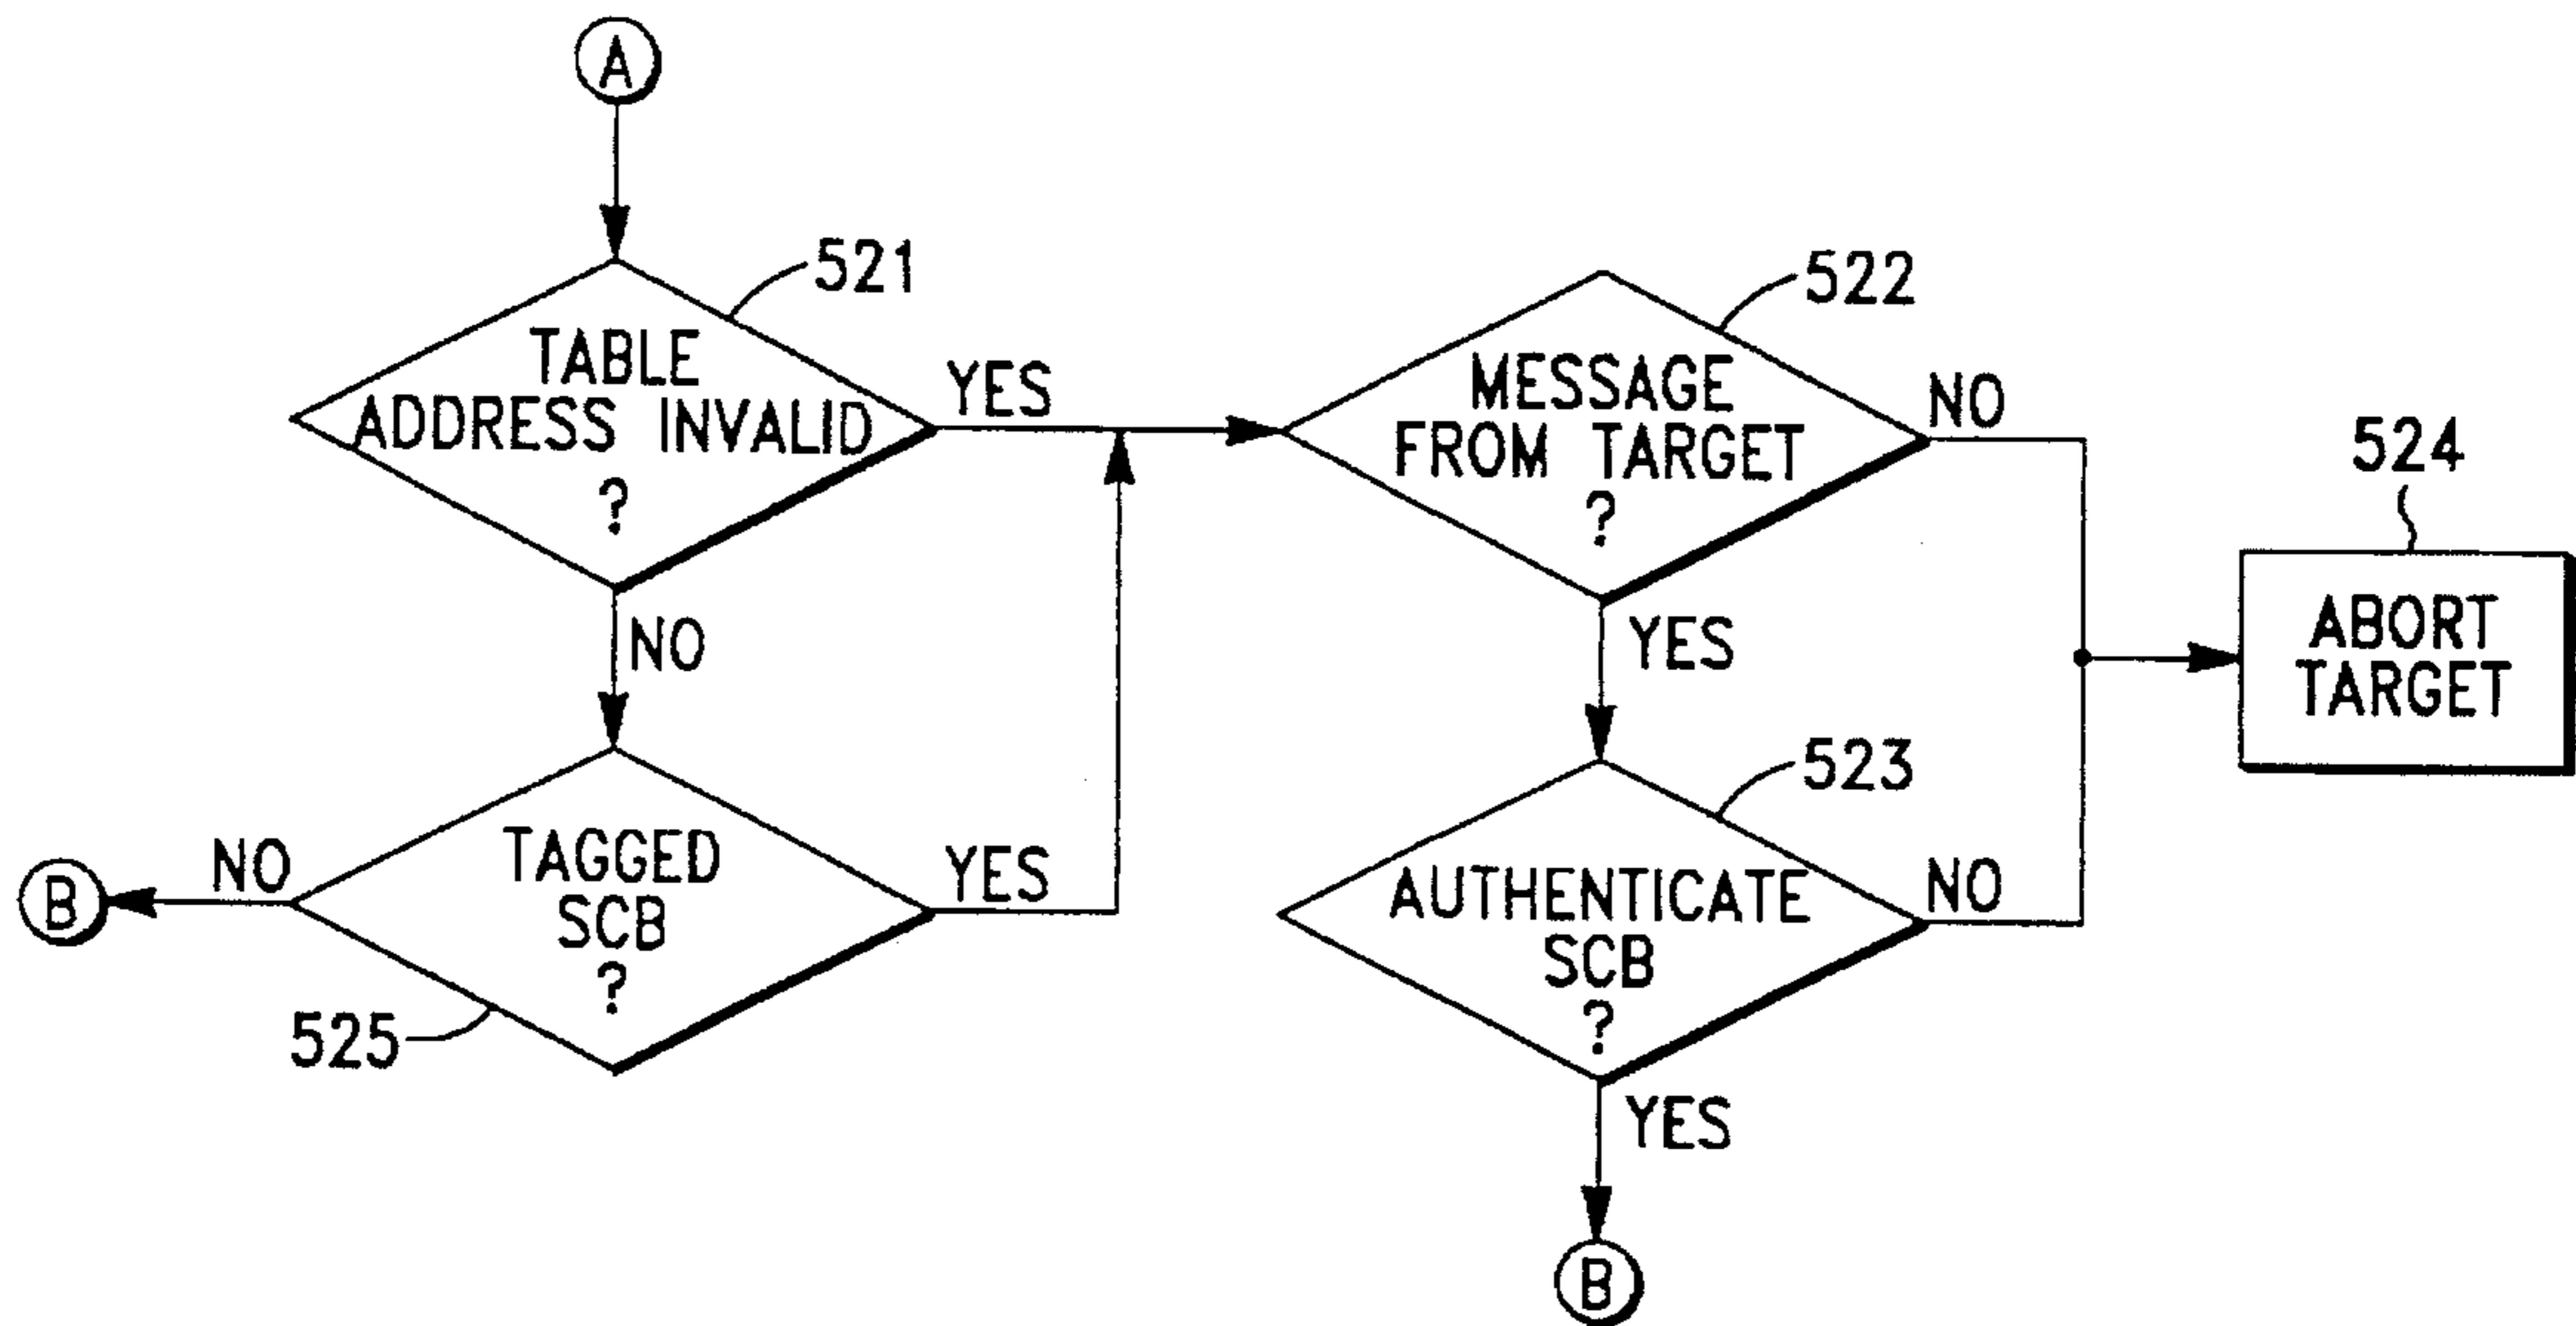 A
521
TABLE
ADDRESS INVALID
?
YES
NO
522
MESSAGE
FROM TARGET
?
NO
YES
524
ABORT
TARGET
B
NO
TAGGED
SCB
?
YES
525
523
AUTHENTICATE
SCB
?
NO
YES
B